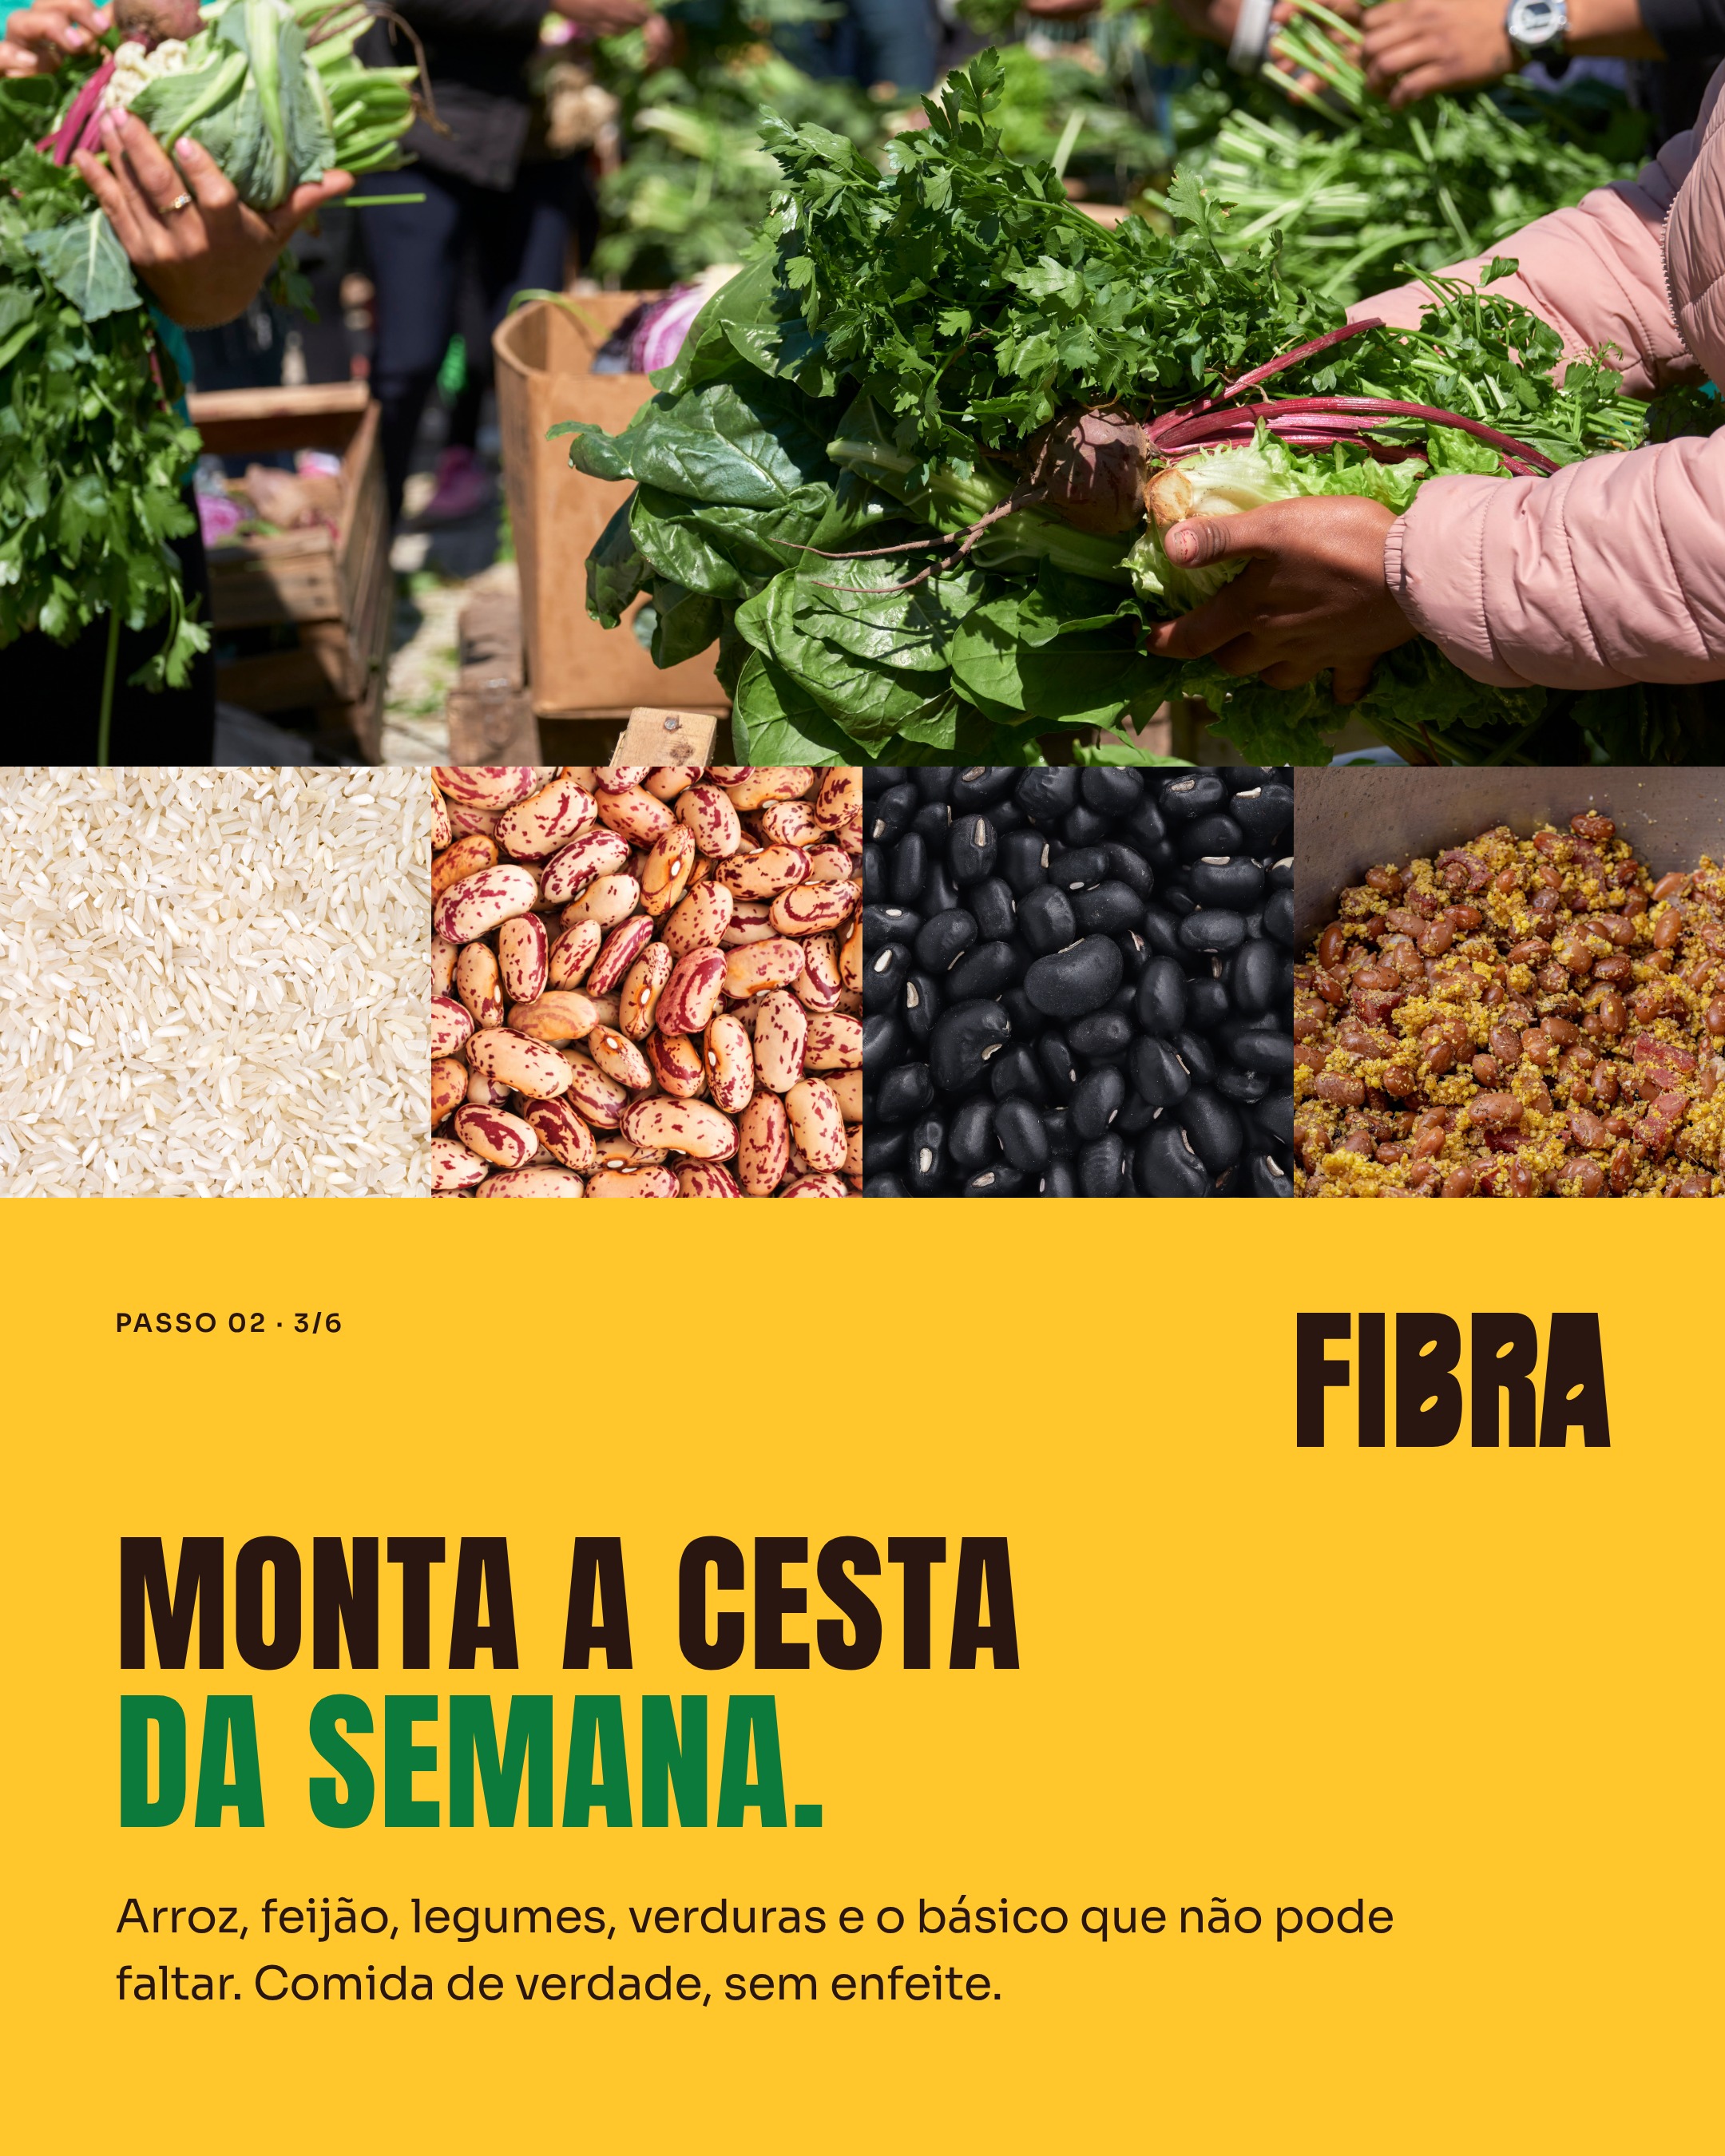 PASSO 02 · 3/6
FIBRA
MONTA A CESTA
DA SEMANA.
Arroz, feijão, legumes, verduras e o básico que não pode
faltar. Comida de verdade, sem enfeite.